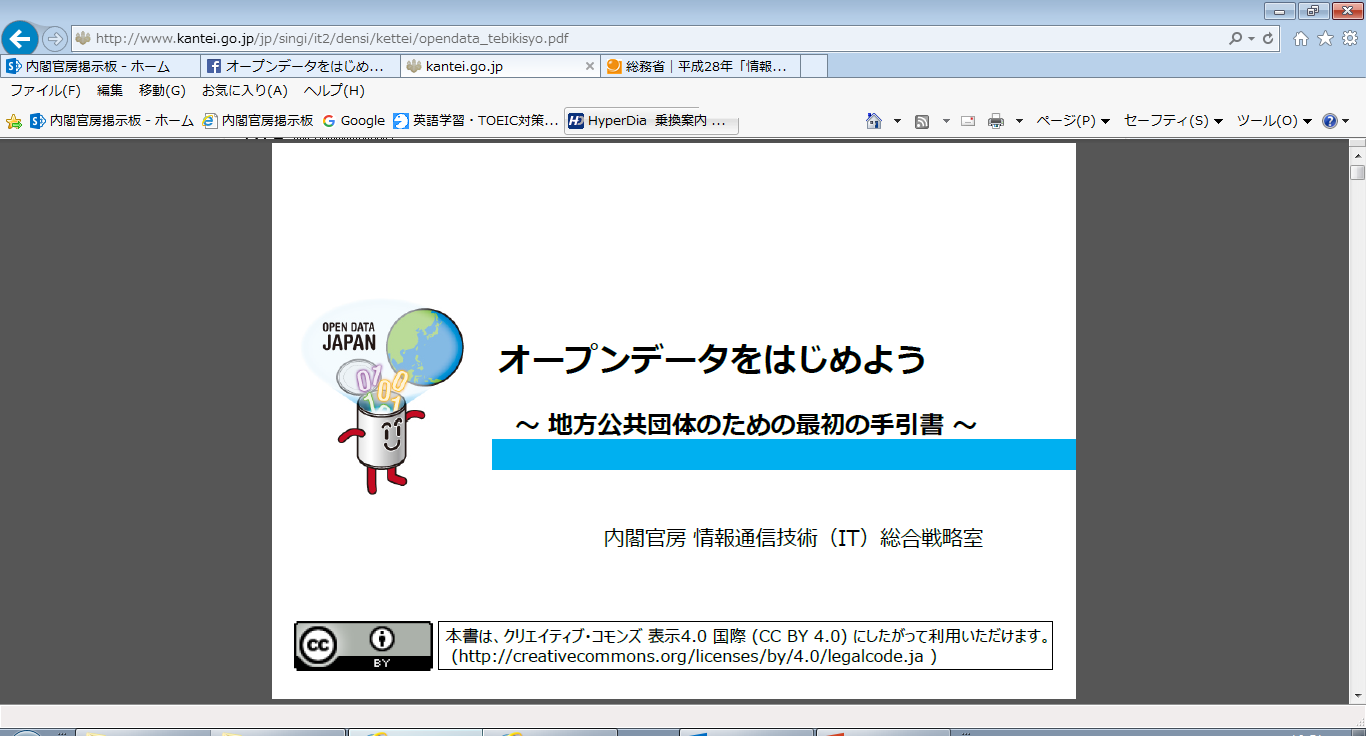 http://www.kantei.go.jp/jp/singi/it2/densi/kettei/opendata_tebikisyo.pdf
内閣官房掲示板 - ホーム
オープンデータをはじめ...
kantei.go.jp
総務省｜平成28年「情報...
ファイル(F) 編集 移動(G) お気に入り(A) ヘルプ(H)
内閣官房掲示板 - ホーム 内閣官房掲示板 Google 英語学習・TOEIC対策... HyperDia 乗換案内 ... ページ(P) セーフティ(S) ツール(O)
OPEN DATA
JAPAN
オープンデータをはじめよう
～ 地方公共団体のための最初の手引書 ～
内閣官房 情報通信技術（IT）総合戦略室
cc
BY
本書は、クリエイティブ・コモンズ 表示4.0 国際 (CC BY 4.0) にしたがって利用いただけます。
(http://creativecommons.org/licenses/by/4.0/legalcode.ja )